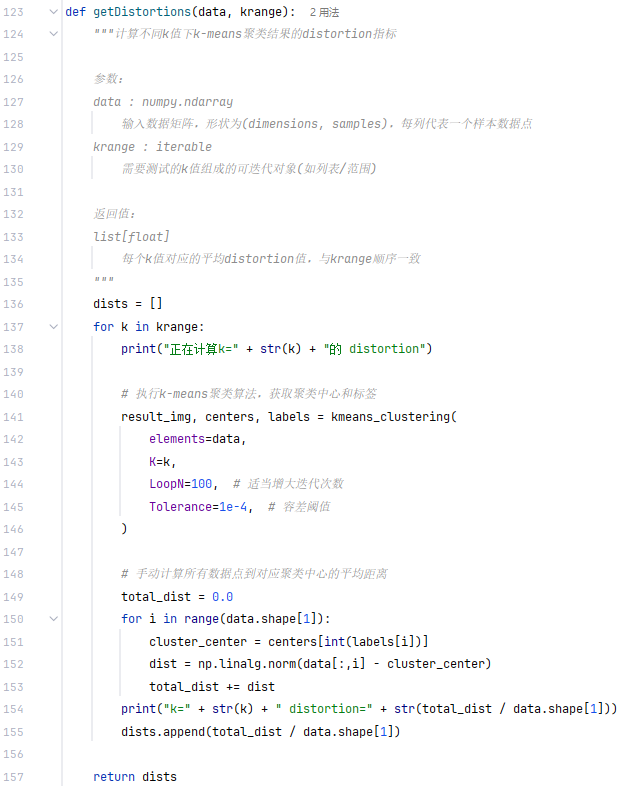 123 def getDistortions(data, krange): 2 用法
124 """计算不同k值下k-means聚类结果的distortion指标
125
126 参数：
127 data : numpy.ndarray
128 输入数据矩阵，形状为(dimensions, samples)，每列代表一个样本数据点
129 krange : iterable
130 需要测试的k值组成的可迭代对象(如列表/范围)
131
132 返回值：
133 list[float]
134 每个k值对应的平均distortion值，与krange顺序一致
135 """
136 dists = []
137 for k in krange:
138 print("正在计算k=" + str(k) + "的 distortion")
139
140 # 执行k-means聚类算法，获取聚类中心和标签
141 result_img, centers, labels = kmeans_clustering(
142 elements=data,
143 K=k,
144 LoopN=100, # 适当增大迭代次数
145 Tolerance=1e-4, # 容差阈值
146 )
147
148 # 手动计算所有数据点到对应聚类中心的平均距离
149 total_dist = 0.0
150 for i in range(data.shape[1]):
151 cluster_center = centers[int(labels[i])]
152 dist = np.linalg.norm(data[:,i] - cluster_center)
153 total_dist += dist
154 print("k=" + str(k) + " distortion=" + str(total_dist / data.shape[1]))
155 dists.append(total_dist / data.shape[1])
156
157 return dists